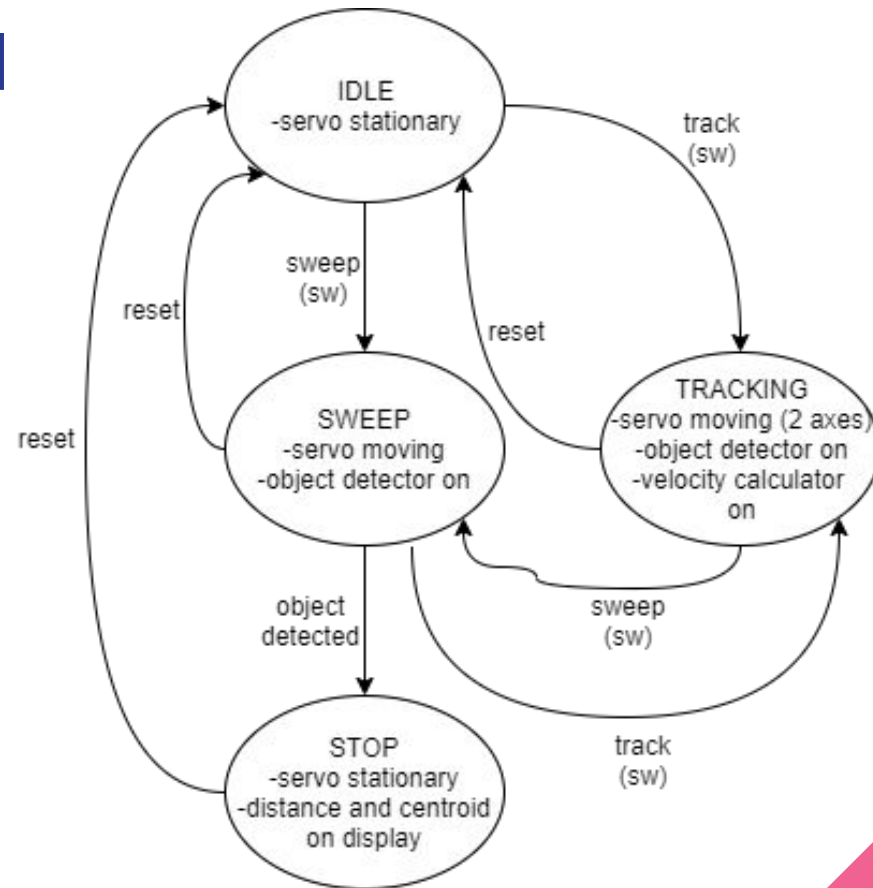 IDLE
-servo stationary
track
(sw)
sweep
(sw)
reset
reset
TRACKING
-servo moving (2 axes)
-object detector on
-velocity calculator
on
SWEEP
-servo moving
-object detector on
reset
object
detected
sweep
(sw)
track
(sw)
STOP
-servo stationary
-distance and centroid
on display